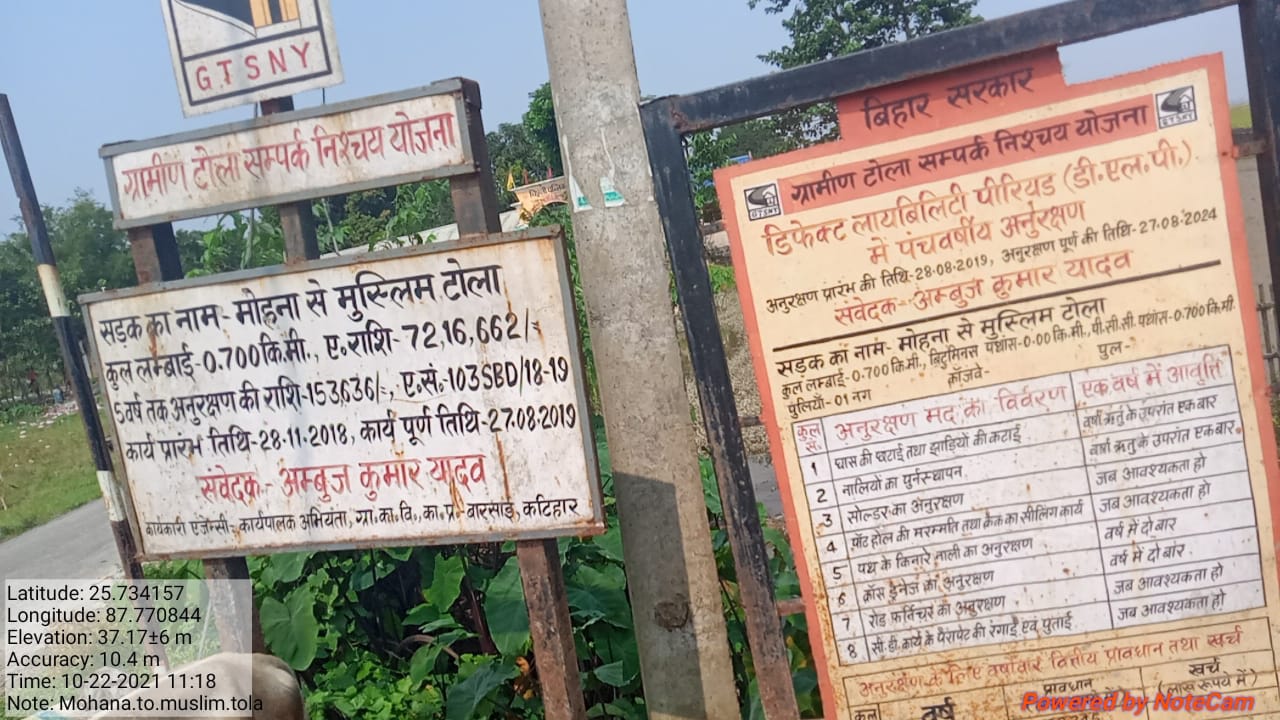 GTSNY
ग्रामीण टोला सम्पर्क निश्चय योजना
सड़क का नाम- मोहना से मुस्लिम टोला
कुल लम्बाई-0.700कि.मी., ए.राशि-72,16,662/-
5वर्ष तक अनुरक्षण की राशि-153,636/-, ए.सं.-103SBD/18-19
कार्य प्रारंभ तिथि-28-11-2018, कार्य पूर्ण तिथि-27.08.2019
संवेदक- अम्बुज कुमार यादव
कार्यकारी एजेन्सी- कार्यपालक अभियंता, ग्रा.का.वि., का.प्र. बारसोई, कटिहार
बिहार सरकार
ग्रामीण टोला सम्पर्क निश्चय योजना
GTSNY
GTSNY
डिफेक्ट लायबिलिटी पीरियड (डी.एल.पी.)
में पंचवर्षीय अनुरक्षण
अनुरक्षण प्रारंभ की तिथि-28-08-2019, अनुरक्षण पूर्ण की तिथि-27.08.2024
संवेदक- अम्बुज कुमार यादव
सड़क का नाम- मोहना से मुस्लिम टोला
कुल लम्बाई-0.700 कि.मी., बिटुमिनस पथांस-0.00 कि.मी., पी.सी.सी. पथांस-0.700कि.मी.
पुलियाँ-01 नग कॉजवे- पुल-
कुल सं. अनुरक्षण मद का विवरण एक वर्ष में आवृत्ति
1 घास की छटाई तथा झाड़ियों की कटाई वर्षा ऋतु के उपरांत एक बार
2 नालियों का पुर्नस्थापन वर्षा ऋतु के उपरांत एक बार.
3 सोल्डर का अनुरक्षण जब आवश्यकता हो
4 पॉट होल की मरम्मति तथा क्रैक का सीलिंग कार्य जब आवश्यकता हो
5 पथ के किनारे नाली का अनुरक्षण वर्ष में दो बार
6 क्रॉस ड्रेनेज का अनुरक्षण वर्ष में दो बार
7 रोड फर्निचर का अनुरक्षण जब आवश्यकता हो
8 सी.डी. कार्य के पैरापेट की रंगाई एवं पुताई जब आवश्यकता हो
अनुरक्षण के लिए वर्षावार वित्तीय प्रावधान तथा खर्च
कुल वर्ष प्रावधान खर्च
(लाख रूपये में)
Latitude: 25.734157
Longitude: 87.770844
Elevation: 37.17±6 m
Accuracy: 10.4 m
Time: 10-22-2021 11:18
Note: Mohana.to.muslim.tola
Powered by NoteCam